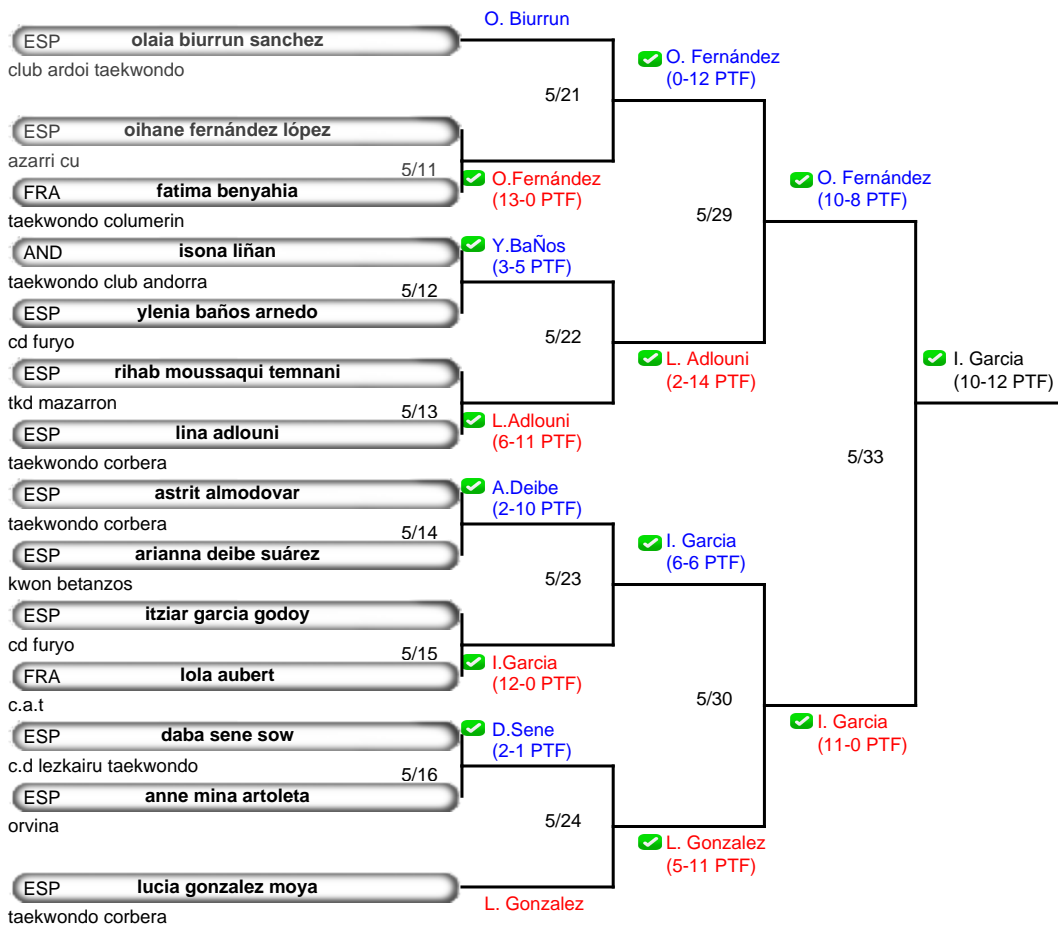 O. Biurrun
ESP olaia biurrun sanchez
club ardoi taekwondo
O. Fernández
(0-12 PTF)
5/21
ESP oihane fernández lópez
azarri cu
5/11
FRA fatima benyahia
taekwondo columerin
O.Fernández
(13-0 PTF)
O. Fernández
(10-8 PTF)
5/29
AND isona liñan
taekwondo club andorra
Y.BaÑos
(3-5 PTF)
5/12
ESP ylenia baños arnedo
cd furyo
5/22
ESP rihab moussaqui temnani
tkd mazarron
L. Adlouni
(2-14 PTF)
I. Garcia
(10-12 PTF)
5/13
ESP lina adlouni
taekwondo corbera
L.Adlouni
(6-11 PTF)
5/33
ESP astrit almodovar
taekwondo corbera
A.Deibe
(2-10 PTF)
5/14
ESP arianna deibe suárez
kwon betanzos
I. Garcia
(6-6 PTF)
5/23
ESP itziar garcia godoy
cd furyo
5/15
FRA lola aubert
c.a.t
I.Garcia
(12-0 PTF)
5/30
ESP daba sene sow
c.d lezkairu taekwondo
D.Sene
(2-1 PTF)
I. Garcia
(11-0 PTF)
5/16
ESP anne mina artoleta
orvina
5/24
L. Gonzalez
(5-11 PTF)
ESP lucia gonzalez moya
taekwondo corbera
L. Gonzalez